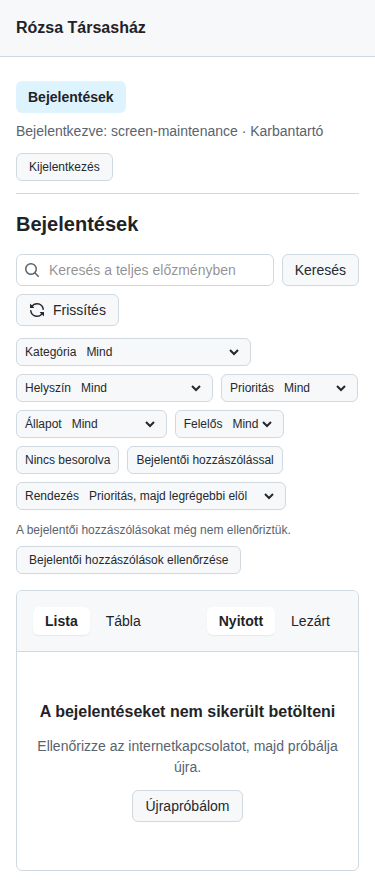 Rózsa Társasház
Bejelentések
Bejelentkezve: screen-maintenance · Karbantartó
Kijelentkezés
Bejelentések
Keresés a teljes előzményben
Keresés
Frissítés
Kategória Mind
Helyszín Mind
Prioritás Mind
Állapot Mind
Felelős Mind
Nincs besorolva
Bejelentői hozzászólással
Rendezés Prioritás, majd legrégebbi elöl
A bejelentői hozzászólásokat még nem ellenőriztük.
Bejelentői hozzászólások ellenőrzése
Lista
Tábla
Nyitott
Lezárt
A bejelentéseket nem sikerült betölteni
Ellenőrizze az internetkapcsolatot, majd próbálja
újra.
Újrapróbálom